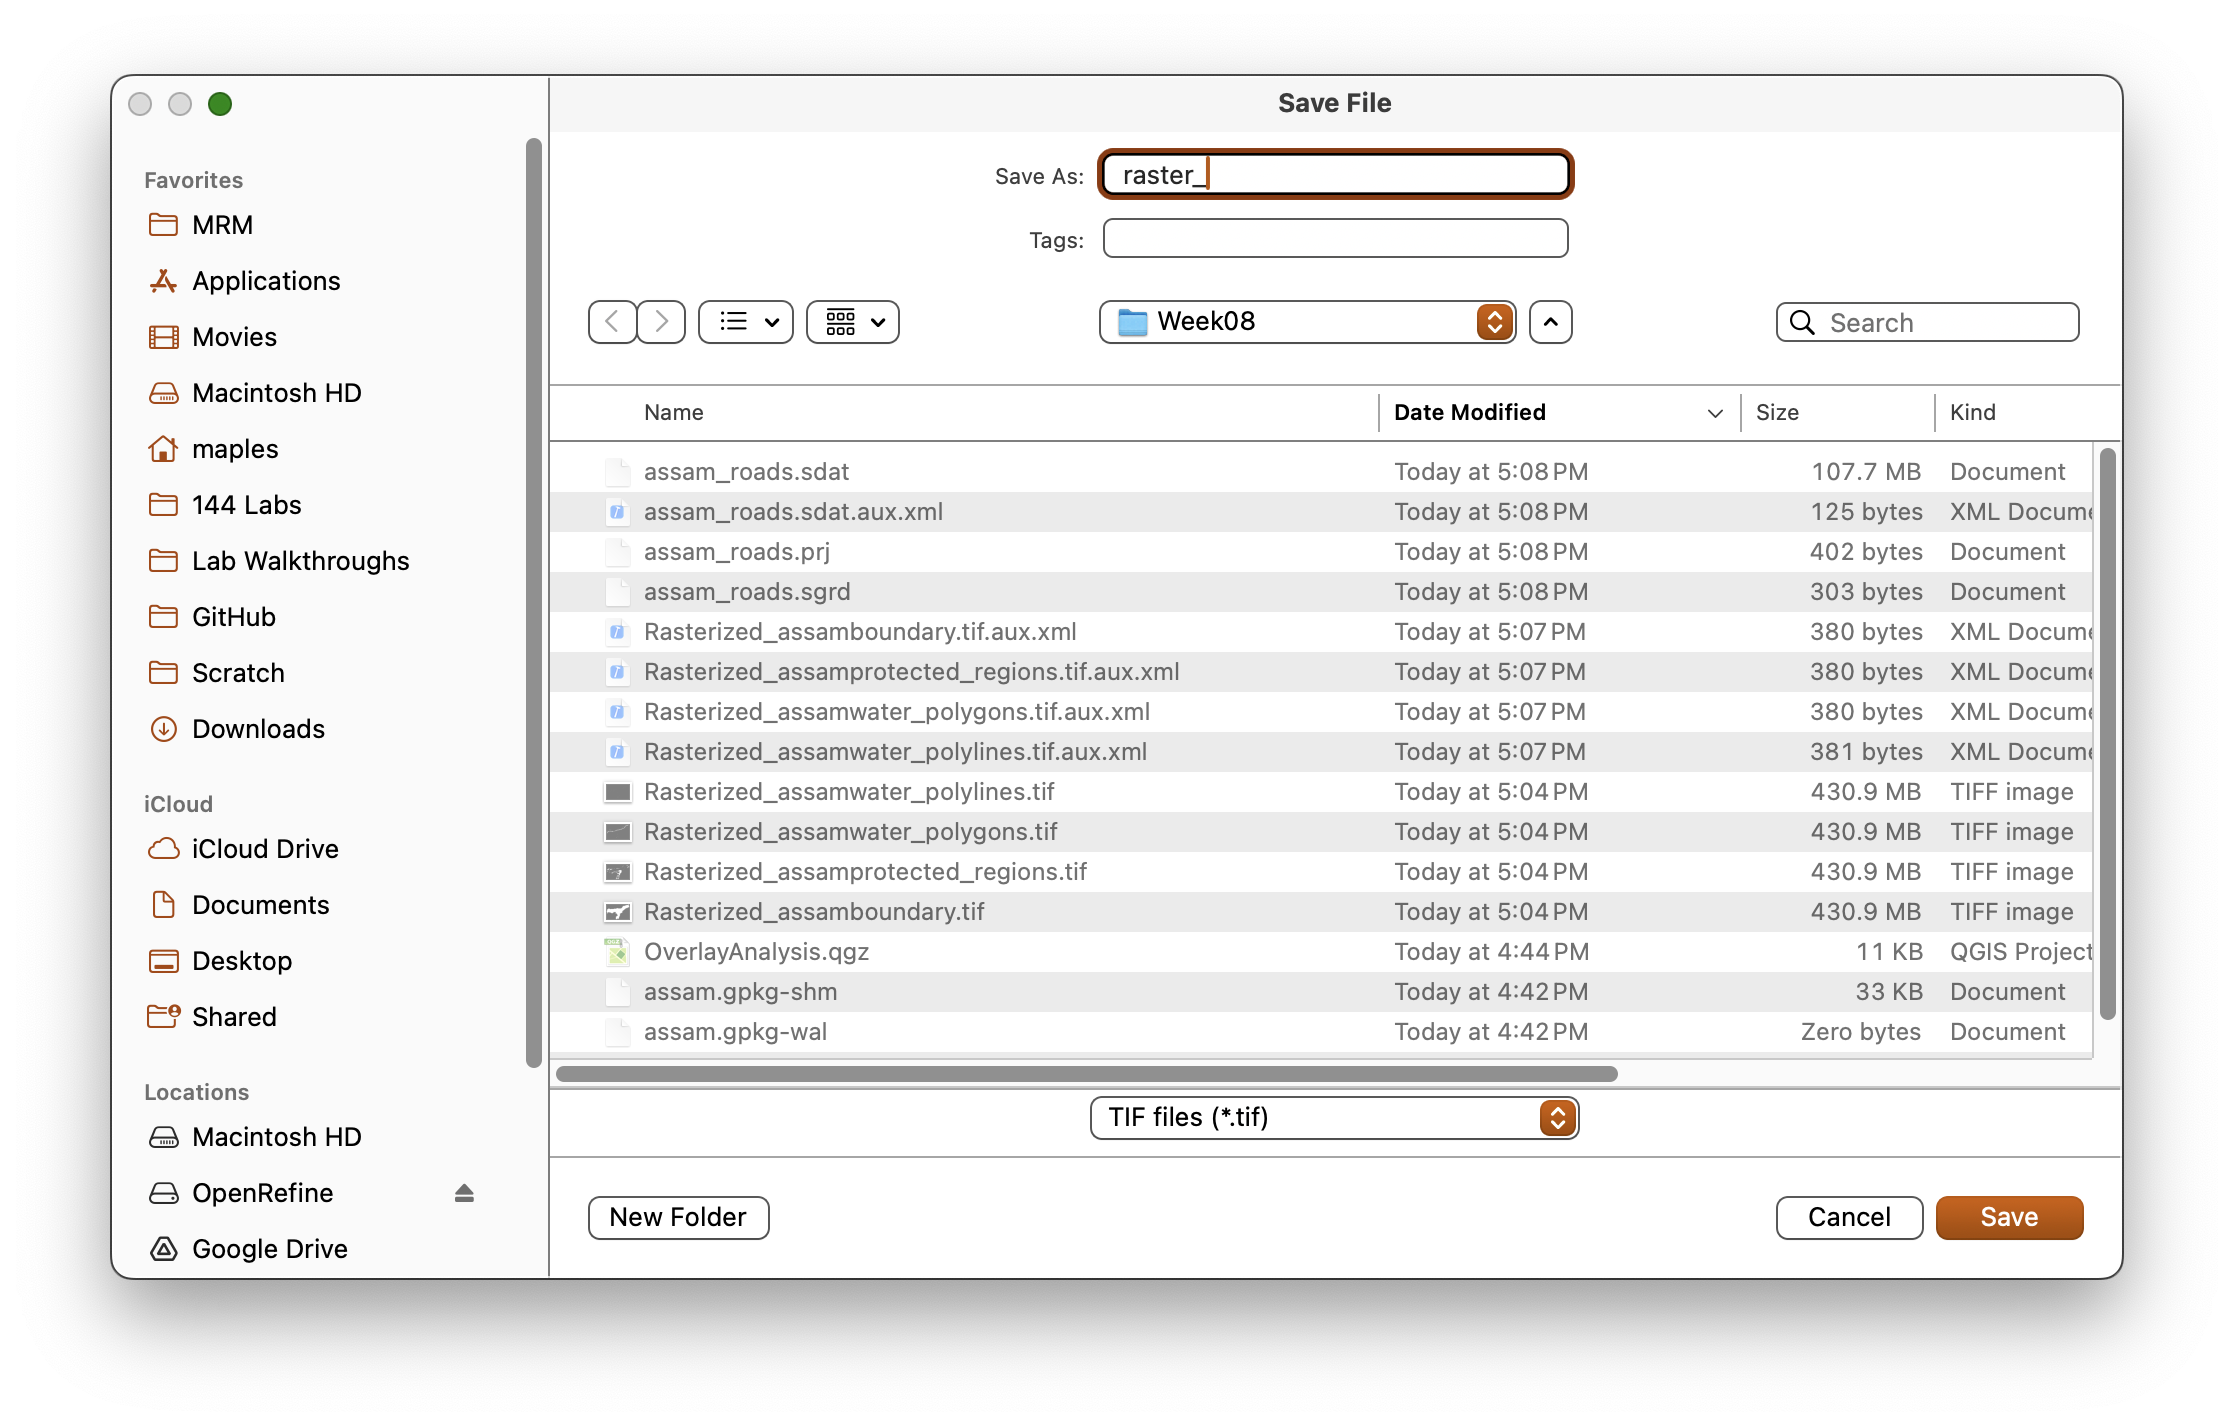 Save File
Save As: raster_
Tags:
Week08
Search
Favorites
MRM
Applications
Movies
Macintosh HD
maples
144 Labs
Lab Walkthroughs
GitHub
Scratch
Downloads
iCloud
iCloud Drive
Documents
Desktop
Shared
Locations
Macintosh HD
OpenRefine
Google Drive
Name Date Modified Size Kind
assam_roads.sdat Today at 5:08 PM 107.7 MB Document
assam_roads.sdat.aux.xml Today at 5:08 PM 125 bytes XML Docume
assam_roads.prj Today at 5:08 PM 402 bytes Document
assam_roads.sgrd Today at 5:08 PM 303 bytes Document
Rasterized_assamboundary.tif.aux.xml Today at 5:07 PM 380 bytes XML Docume
Rasterized_assamprotected_regions.tif.aux.xml Today at 5:07 PM 380 bytes XML Docume
Rasterized_assamwater_polygons.tif.aux.xml Today at 5:07 PM 380 bytes XML Docume
Rasterized_assamwater_polylines.tif.aux.xml Today at 5:07 PM 381 bytes XML Docume
Rasterized_assamwater_polylines.tif Today at 5:04 PM 430.9 MB TIFF image
Rasterized_assamwater_polygons.tif Today at 5:04 PM 430.9 MB TIFF image
Rasterized_assamprotected_regions.tif Today at 5:04 PM 430.9 MB TIFF image
Rasterized_assamboundary.tif Today at 5:04 PM 430.9 MB TIFF image
OverlayAnalysis.qgz Today at 4:44 PM 11 KB QGIS Project
assam.gpkg-shm Today at 4:42 PM 33 KB Document
assam.gpkg-wal Today at 4:42 PM Zero bytes Document
TIF files (*.tif)
New Folder Cancel Save